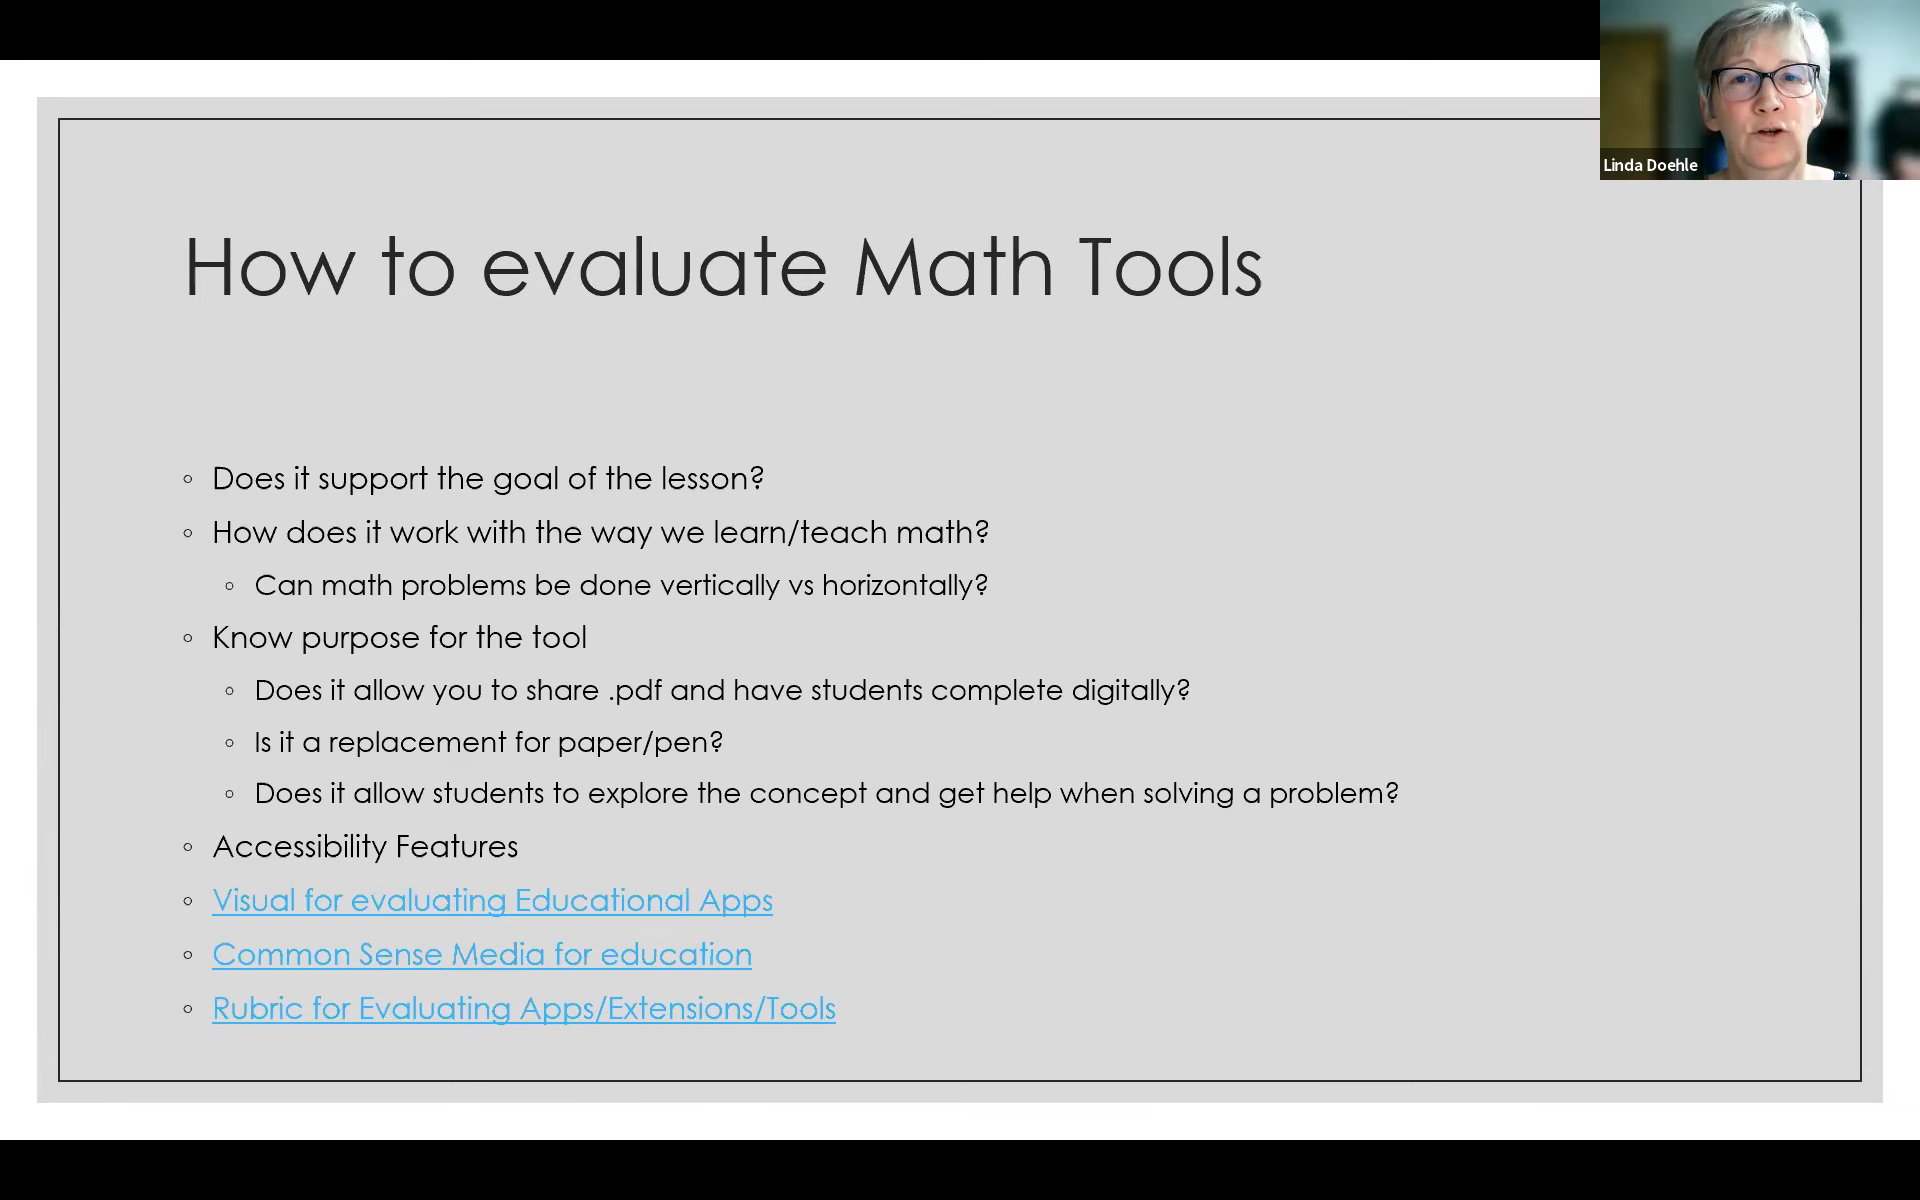 Linda Doehle
How to evaluate Math Tools
Does it support the goal of the lesson?
How does it work with the way we learn/teach math?
Can math problems be done vertically vs horizontally?
Know purpose for the tool
Does it allow you to share .pdf and have students complete digitally?
Is it a replacement for paper/pen?
Does it allow students to explore the concept and get help when solving a problem?
Accessibility Features
Visual for evaluating Educational Apps
Common Sense Media for education
Rubric for Evaluating Apps/Extensions/Tools